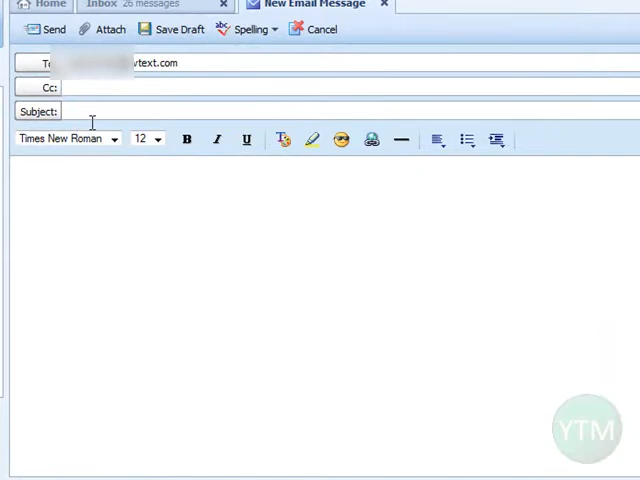 Home Inbox 26 messages New Email Message
Send Attach Save Draft Spelling Cancel
vtext.com
Cc:
Subject:
Times New Roman 12 B I U
YTM